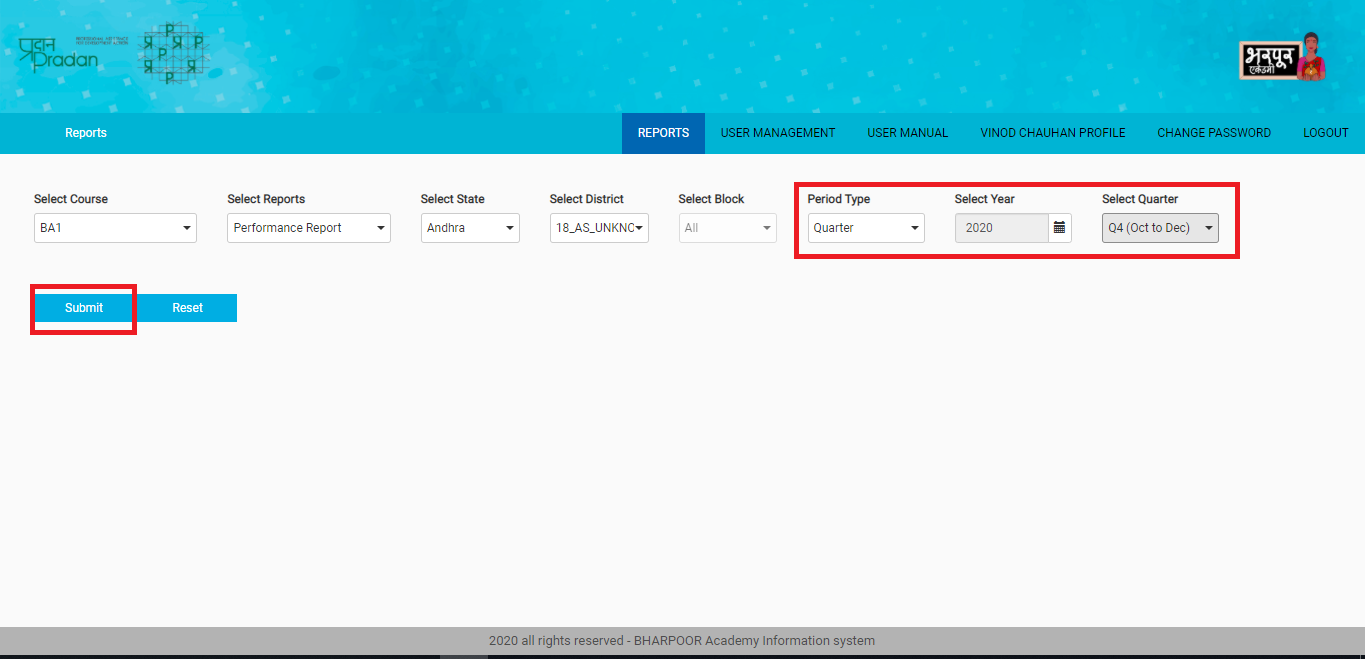 प्रदान
Pradan
भरपूर
एकेडमी
Reports REPORTS USER MANAGEMENT USER MANUAL VINOD CHAUHAN PROFILE CHANGE PASSWORD LOGOUT
Select Course Select Reports Select State Select District Select Block Period Type Select Year Select Quarter
BA1 Performance Report Andhra 18_AS_UNKNO All Quarter 2020 Q4 (Oct to Dec)
Submit Reset
2020 all rights reserved - BHARPOOR Academy Information system